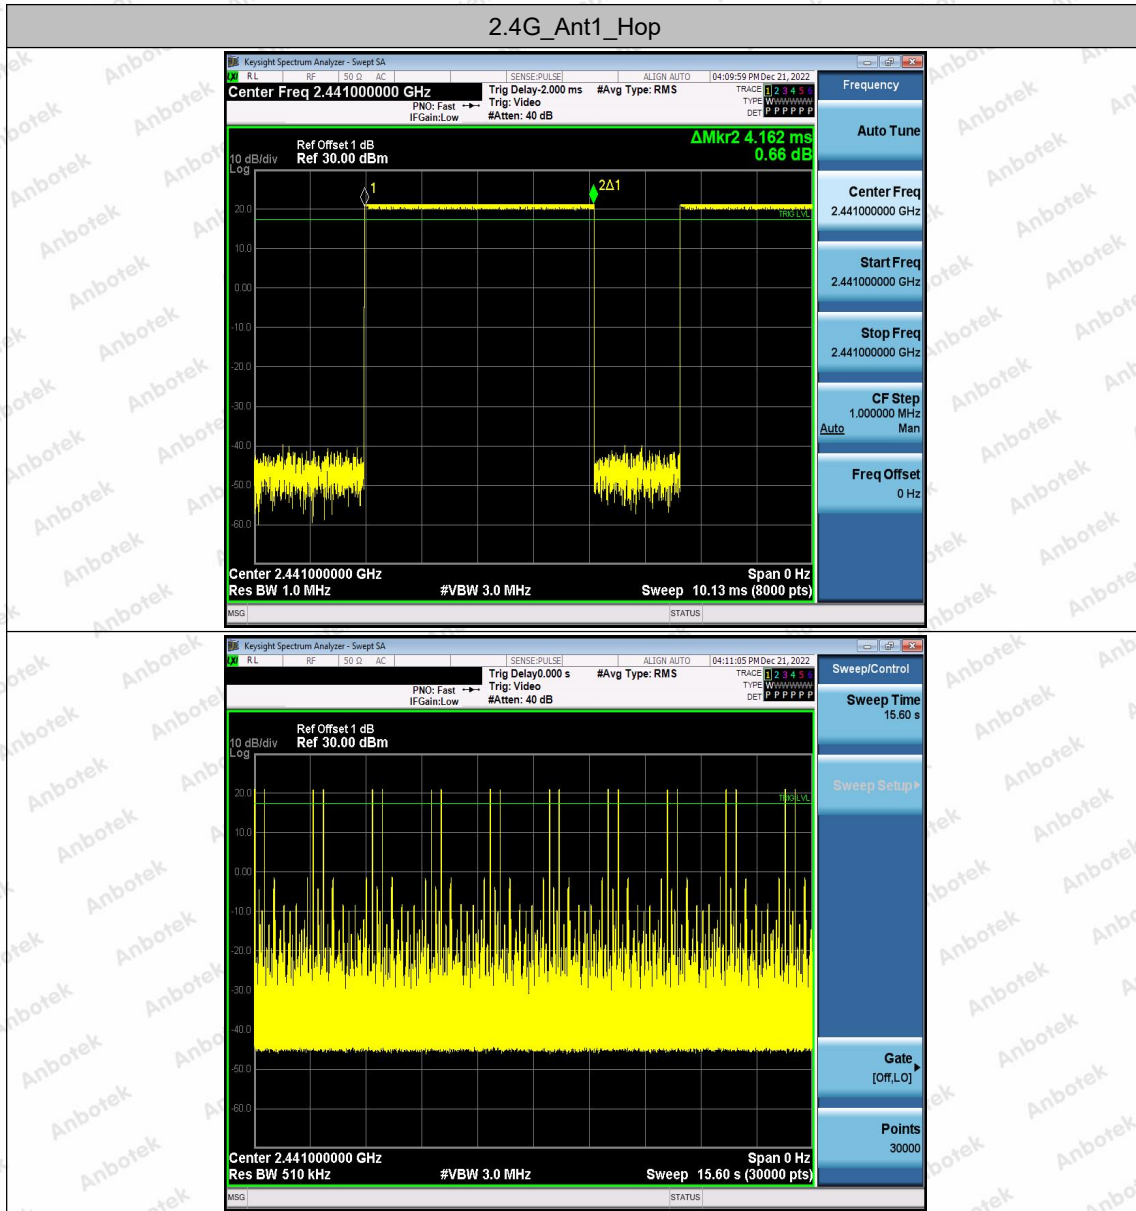 2.4G_Ant1_Hop
Keysight Spectrum Analyzer - Swept SA
RL RF 50 Ω AC SENSE:PULSE ALIGN AUTO 04:09:59 PM Dec 21, 2022
Center Freq 2.441000000 GHz
PNO: Fast
IFGain:Low
Trig Delay-2.000 ms
Trig: Video
#Atten: 40 dB
#Avg Type: RMS
TRACE 1 2 3 4 5 6
TYPE WWWWWW
DET P P P P P P
Frequency
Auto Tune
Center Freq
2.441000000 GHz
Start Freq
2.441000000 GHz
Stop Freq
2.441000000 GHz
CF Step
1.000000 MHz
Auto Man
Freq Offset
0 Hz
ΔMkr2 4.162 ms
0.66 dB
Ref Offset 1 dB
10 dB/div Ref 30.00 dBm
Log
1
2Δ1
TRIG LVL
20.0
10.0
0.00
-10.0
-20.0
-30.0
-40.0
-50.0
-60.0
Center 2.441000000 GHz Span 0 Hz
Res BW 1.0 MHz #VBW 3.0 MHz Sweep 10.13 ms (8000 pts)
MSG STATUS
Keysight Spectrum Analyzer - Swept SA
RL RF 50 Ω AC SENSE:PULSE ALIGN AUTO 04:11:05 PM Dec 21, 2022
PNO: Fast
IFGain:Low
Trig Delay0.000 s
Trig: Video
#Atten: 40 dB
#Avg Type: RMS
TRACE 1 2 3 4 5 6
TYPE WWWWWW
DET P P P P P P
Sweep/Control
Sweep Time
15.60 s
Sweep Setup
Gate
[Off,LO]
Points
30000
Ref Offset 1 dB
10 dB/div Ref 30.00 dBm
Log
TRIG LVL
20.0
10.0
0.00
-10.0
-20.0
-30.0
-40.0
-50.0
-60.0
Center 2.441000000 GHz Span 0 Hz
Res BW 510 kHz #VBW 3.0 MHz Sweep 15.60 s (30000 pts)
MSG STATUS
Anbotek